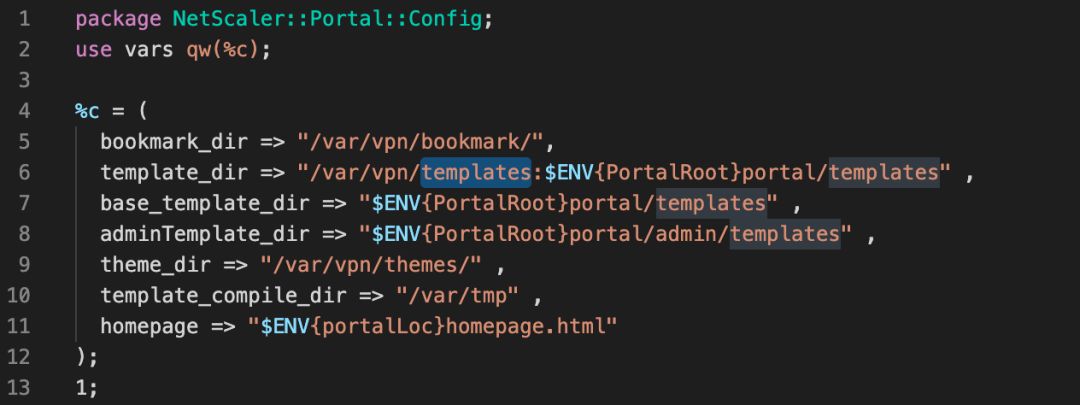 1 package NetScaler::Portal::Config;
2 use vars qw(%c);
3
4 %c = (
5 bookmark_dir => "/var/vpn/bookmark/",
6 template_dir => "/var/vpn/templates:$ENV{PortalRoot}portal/templates" ,
7 base_template_dir => "$ENV{PortalRoot}portal/templates" ,
8 adminTemplate_dir => "$ENV{PortalRoot}portal/admin/templates" ,
9 theme_dir => "/var/vpn/themes/" ,
10 template_compile_dir => "/var/tmp" ,
11 homepage => "$ENV{portalLoc}homepage.html"
12 );
13 1;